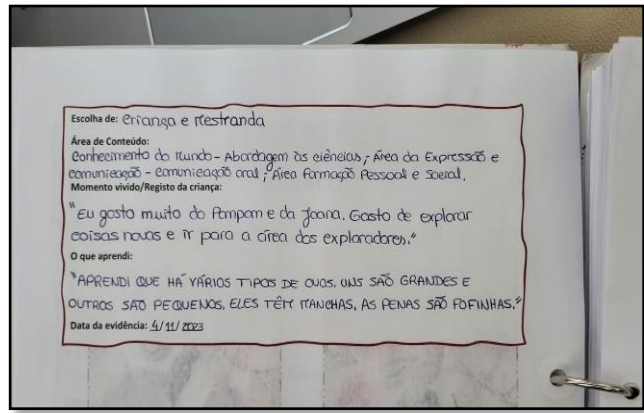 Escolha de: Criança e Mestranda
Área de Conteúdo:
Conhecimento do Mundo - Abordagem às ciências; Área da Expressão e
comunicação - comunicação oral; Área Formação Pessoal e Social.
Momento vivido/Registo da criança:
"Eu gosto muito do Pompom e da Joana. Gosto de explorar
coisas novas e ir para a área dos exploradores."
O que aprendi:
"APRENDI QUE HÁ VÁRIOS TIPOS DE OVOS. UNS SÃO GRANDES E
OUTROS SÃO PEQUENOS. ELES TÊM MANCHAS. AS PENAS SÃO FOFINHAS."
Data da evidência: 4/11/2023